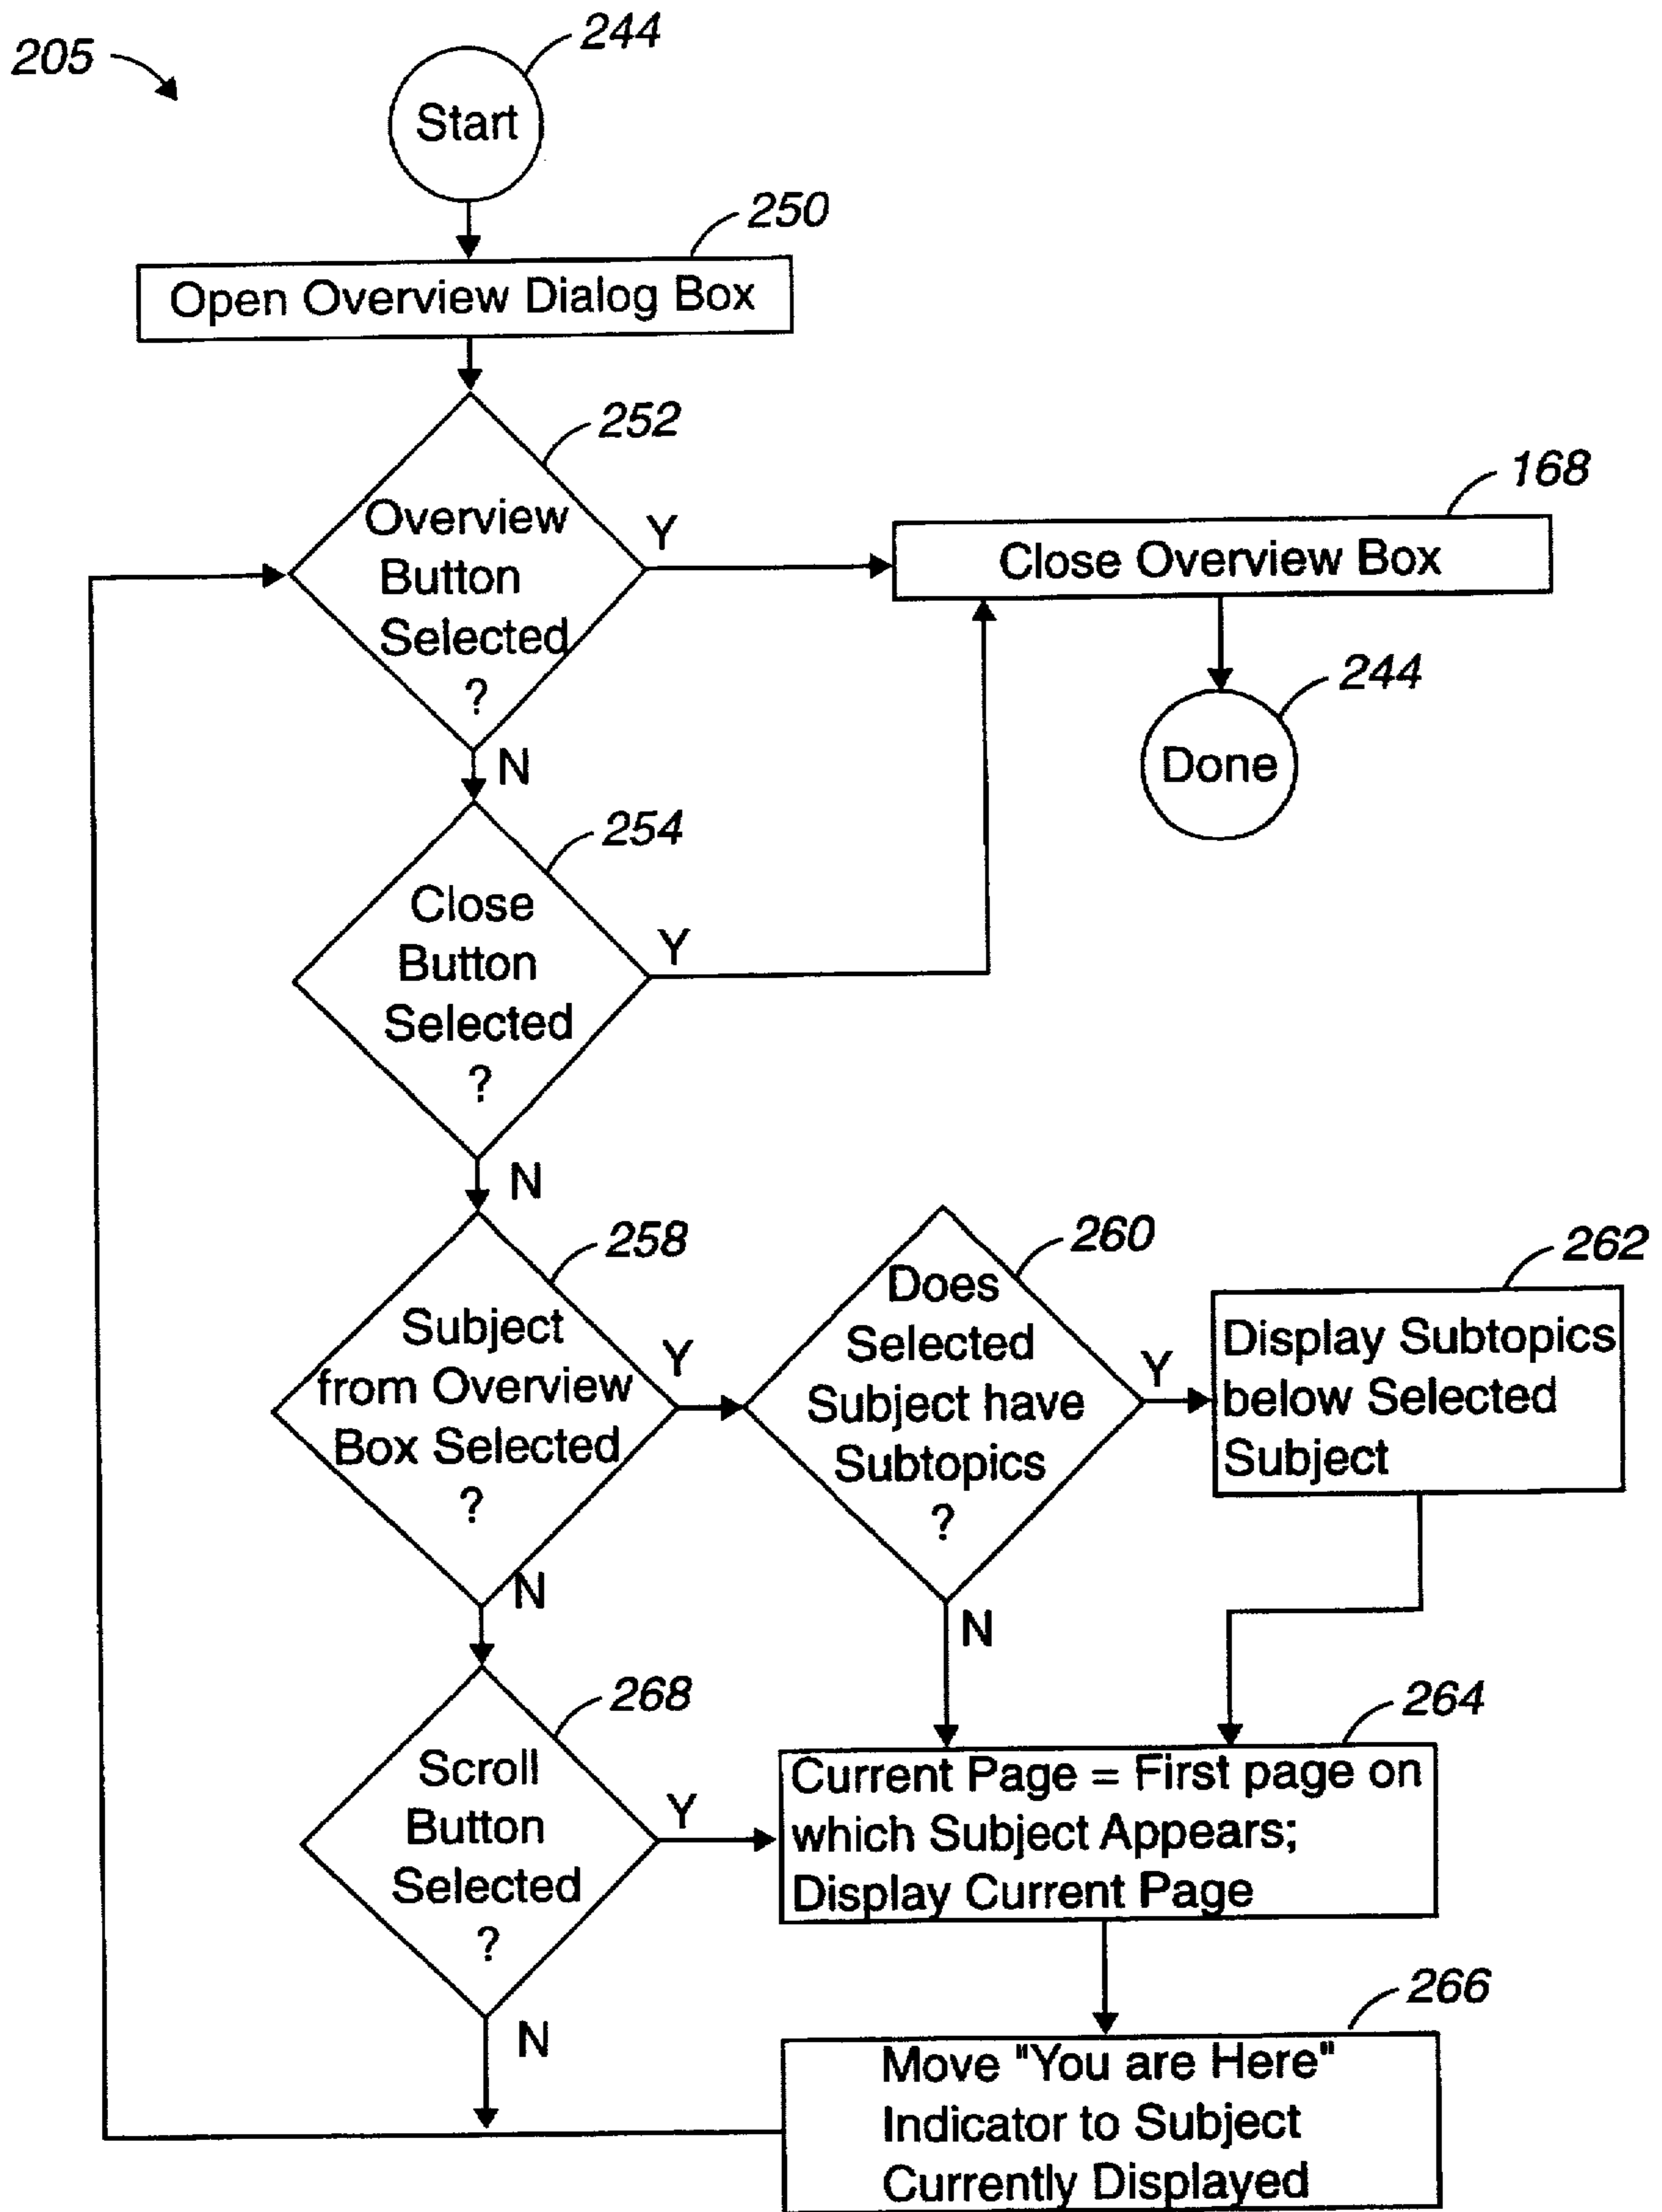 205
244
Start
250
Open Overview Dialog Box
252
Overview
Button
Selected
?
Y
N
168
Close Overview Box
244
Done
254
Close
Button
Selected
?
Y
N
258
Subject
from Overview
Box Selected
?
Y
N
260
Does
Selected
Subject have
Subtopics
?
Y
N
262
Display Subtopics
below Selected
Subject
268
Scroll
Button
Selected
?
Y
N
264
Current Page = First page on
which Subject Appears;
Display Current Page
266
Move "You are Here"
Indicator to Subject
Currently Displayed